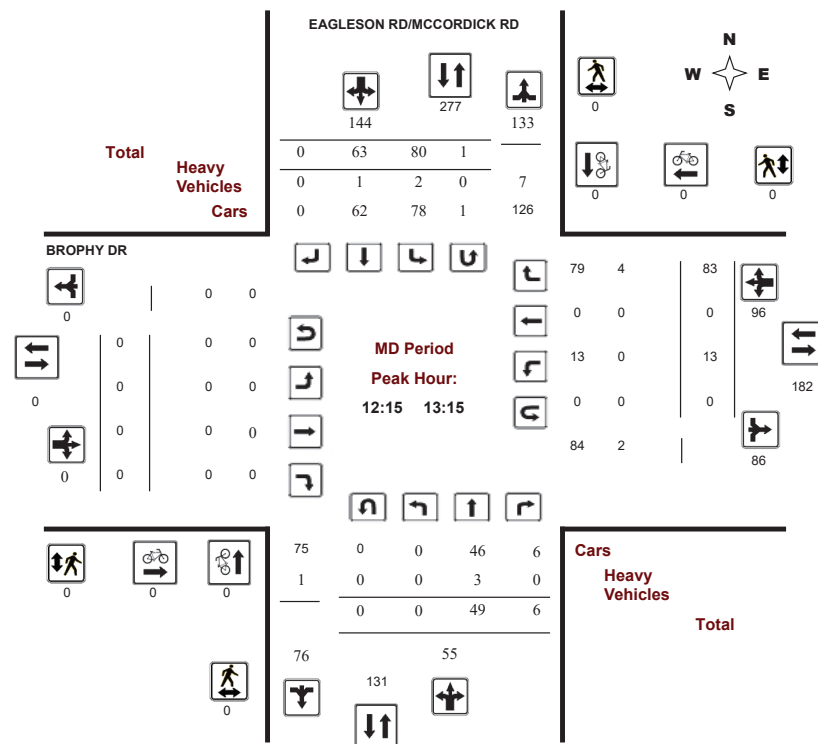 EAGLESON RD/MCCORDICK RD
N
W E
S
277
0
144 133
Total 0 63 80 1
Heavy
Vehicles 0 1 2 0 7
Cars 0 62 78 1 126
0 0 0
BROPHY DR
0 0
0
79 4 83
96
0 0 0
0 0 0
0
MD Period
13 0 13
182
0 0 0
Peak Hour:
12:15 13:15
0 0 0
0 0 0
0
84 2
86
0 0 0
75 0 0 46 6
1 0 0 3 0
0 0 49 6
76 55
131
0 0 0
0
Cars
Heavy
Vehicles
Total